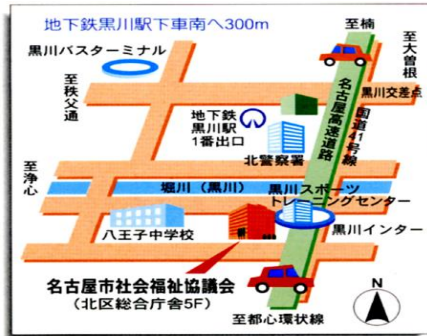 地下鉄黒川駅下車南へ300m
至楠
至大曽根
黒川バスターミナル
至秩父通
黒川交差点
地下鉄
黒川駅
1番出口
名古屋高速道路
国道41号線
北警察署
至浄心
堀川（黒川）
黒川スポーツ
トレーニングセンター
八王子中学校
黒川インター
名古屋市社会福祉協議会
（北区総合庁舎5F）
N
至都心環状線